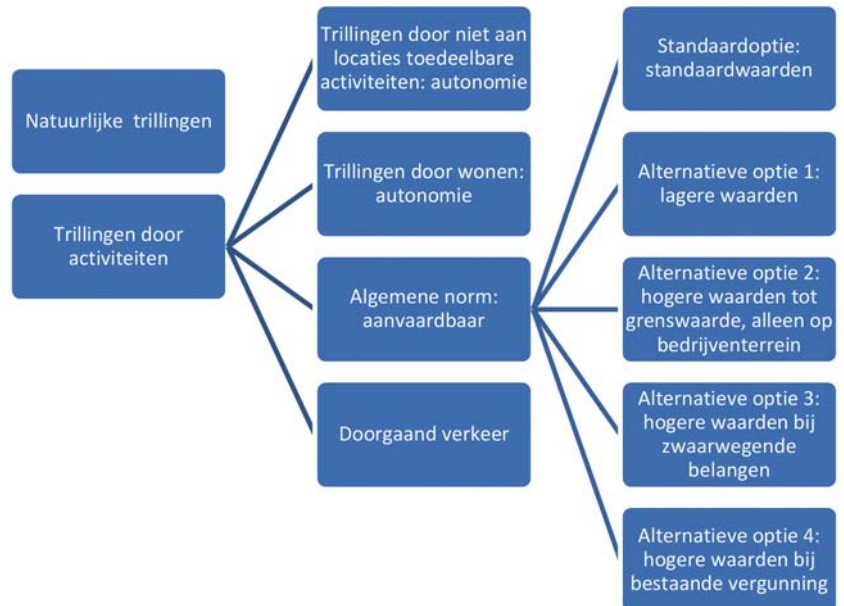 Natuurlijke trillingen
Trillingen door
activiteiten
Trillingen door niet aan
locaties toedeelbare
activiteiten: autonomie
Trillingen door wonen:
autonomie
Algemene norm:
aanvaardbaar
Doorgaand verkeer
Standaardoptie:
standaardwaarden
Alternatieve optie 1:
lagere waarden
Alternatieve optie 2:
hogere waarden tot
grenswaarde, alleen op
bedrijventerrein
Alternatieve optie 3:
hogere waarden bij
zwaarwegende
belangen
Alternatieve optie 4:
hogere waarden bij
bestaande vergunning